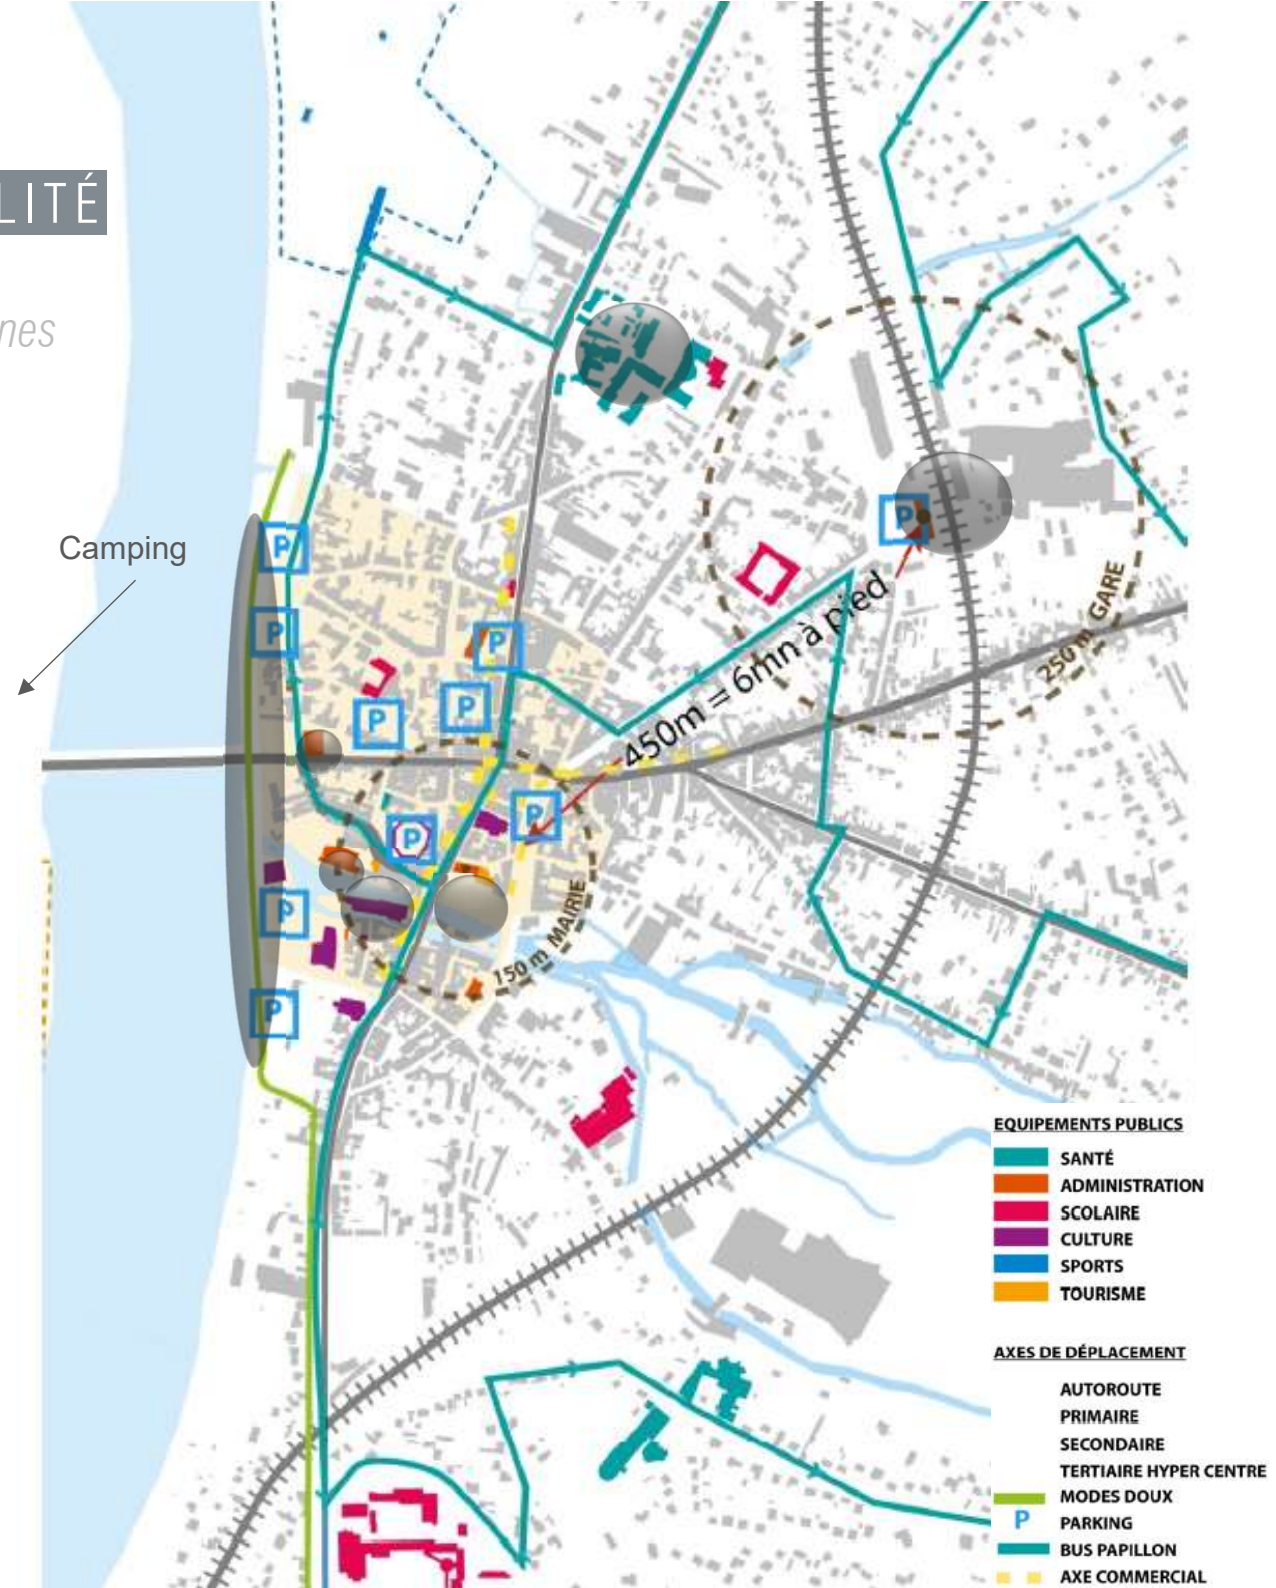 LITÉ
nes
Camping
P
P
P
P
P
P
P
P
P
P
450m = 6mn à pied
250 m GARE
150 m MAIRIE
EQUIPEMENTS PUBLICS
SANTÉ
ADMINISTRATION
SCOLAIRE
CULTURE
SPORTS
TOURISME
AXES DE DÉPLACEMENT
AUTOROUTE
PRIMAIRE
SECONDAIRE
TERTIAIRE HYPER CENTRE
MODES DOUX
P PARKING
BUS PAPILLON
AXE COMMERCIAL